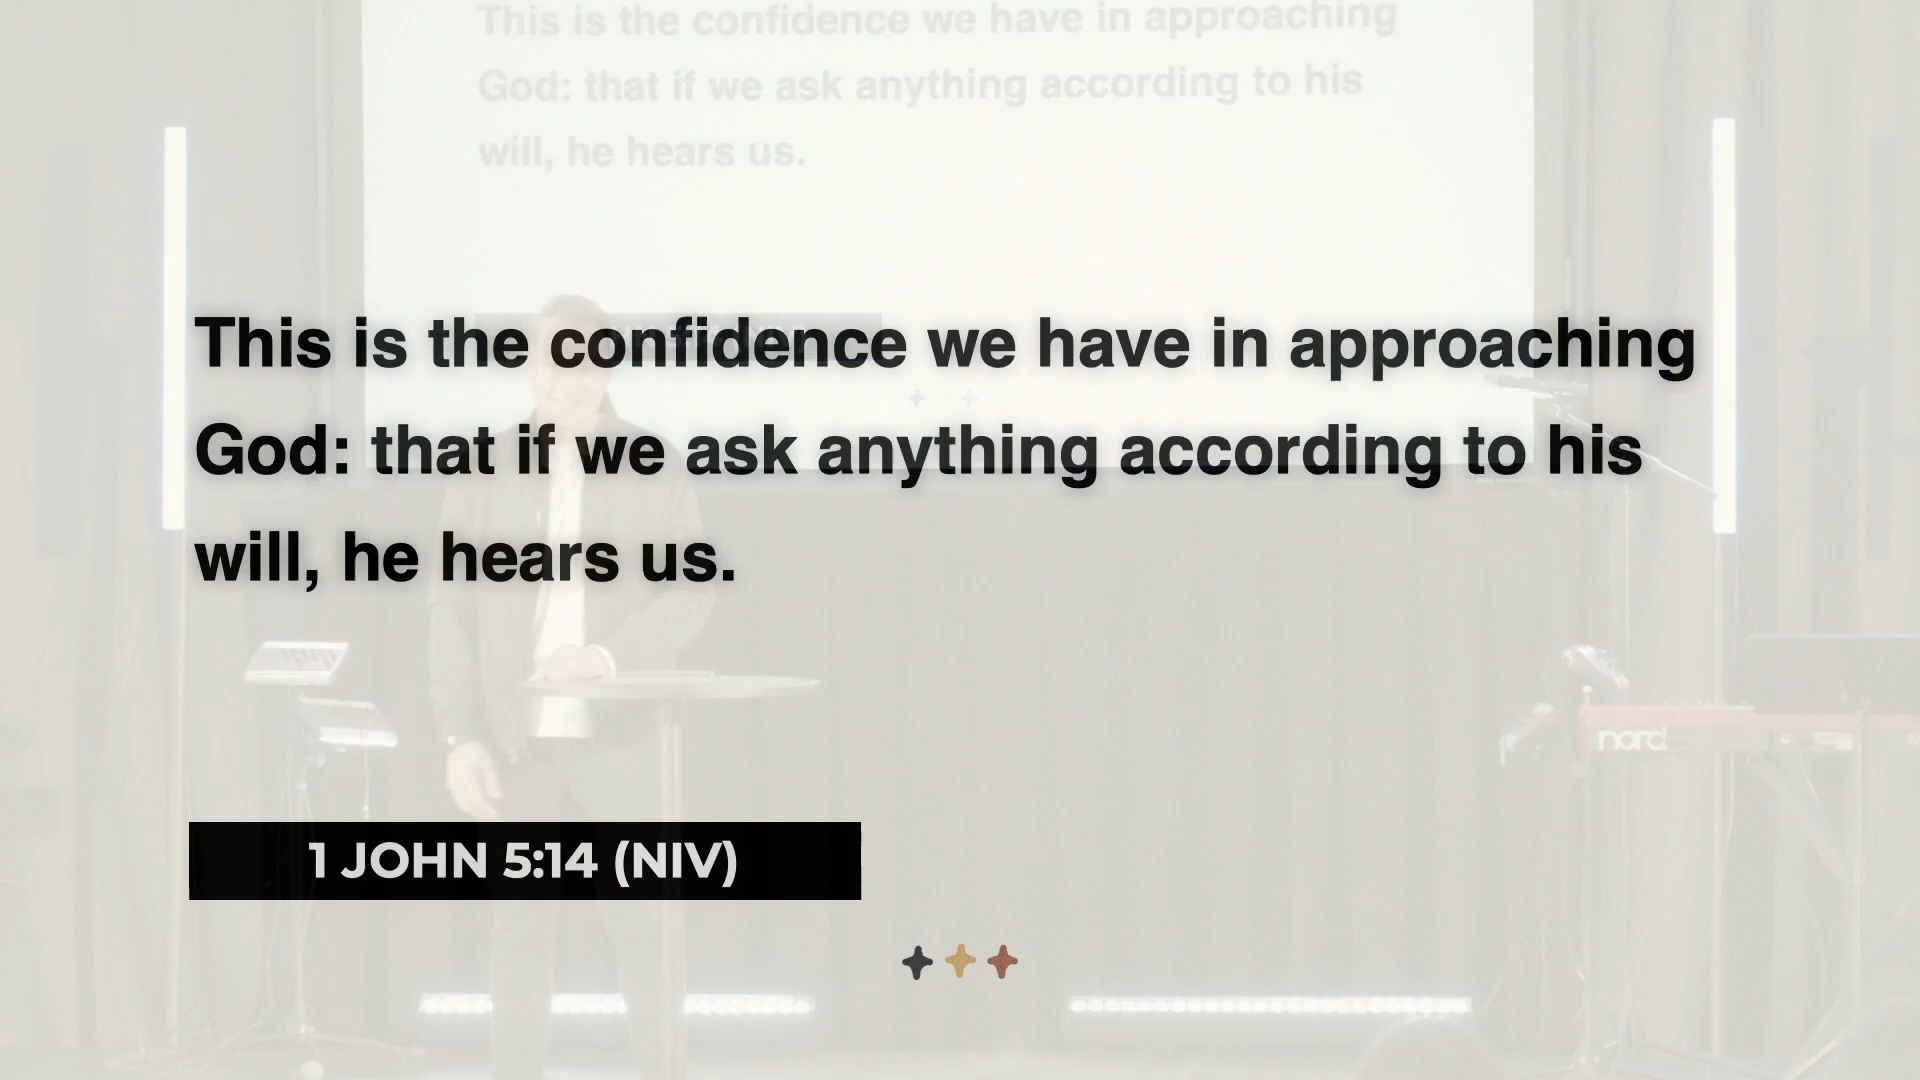 This is the confidence we have in approaching
God: that if we ask anything according to his
will, he hears us.
This is the confidence we have in approaching
God: that if we ask anything according to his
will, he hears us.
1 JOHN 5:14 (NIV)
nord